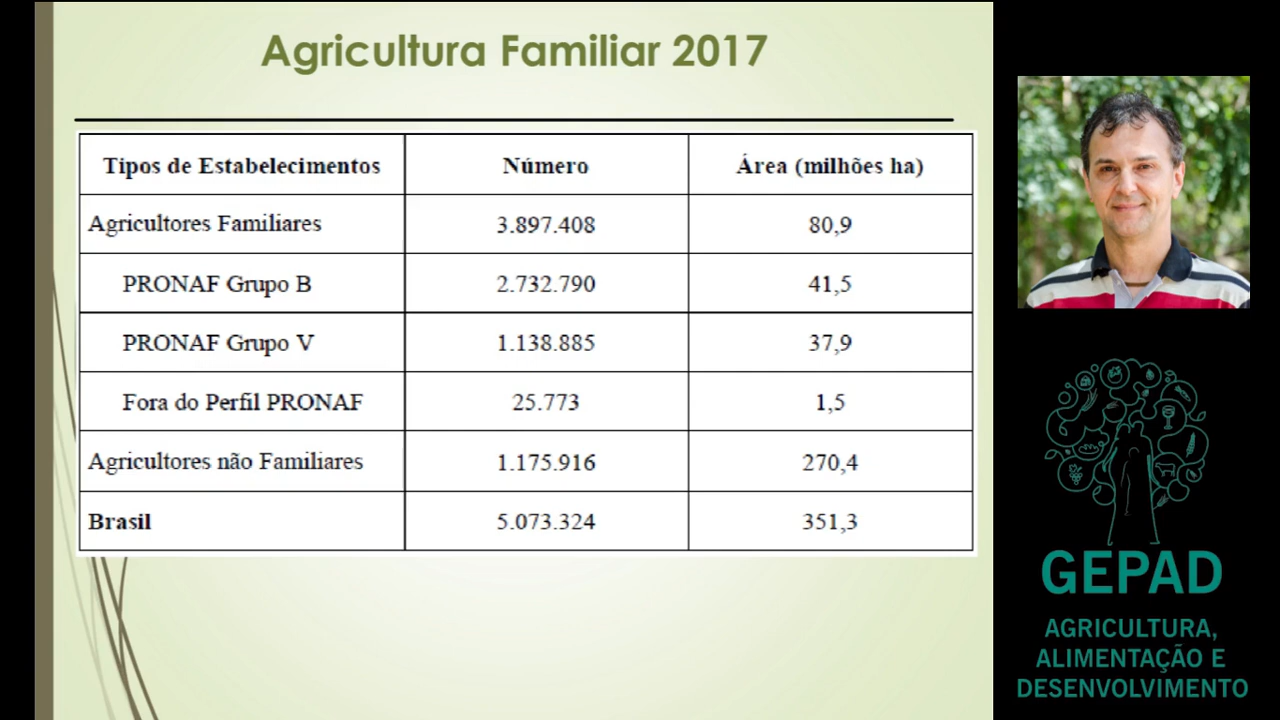 Agricultura Familiar 2017
Tipos de Estabelecimentos Número Área (milhões ha)
Agricultores Familiares 3.897.408 80,9
PRONAF Grupo B 2.732.790 41,5
PRONAF Grupo V 1.138.885 37,9
Fora do Perfil PRONAF 25.773 1,5
Agricultores não Familiares 1.175.916 270,4
Brasil 5.073.324 351,3
GEPAD
AGRICULTURA,
ALIMENTAÇÃO E
DESENVOLVIMENTO